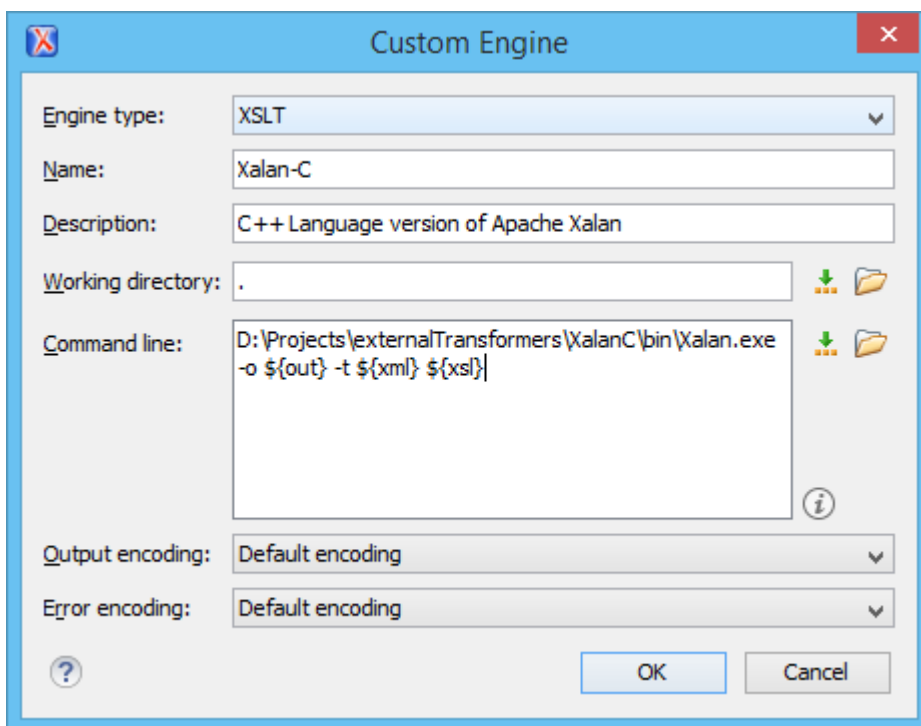 Custom Engine
Engine type: XSLT
Name: Xalan-C
Description: C++ Language version of Apache Xalan
Working directory: .
Command line: D:\Projects\externalTransformers\XalanC\bin\Xalan.exe
-o ${out} -t ${xml} ${xsl}
Output encoding: Default encoding
Error encoding: Default encoding
OK Cancel